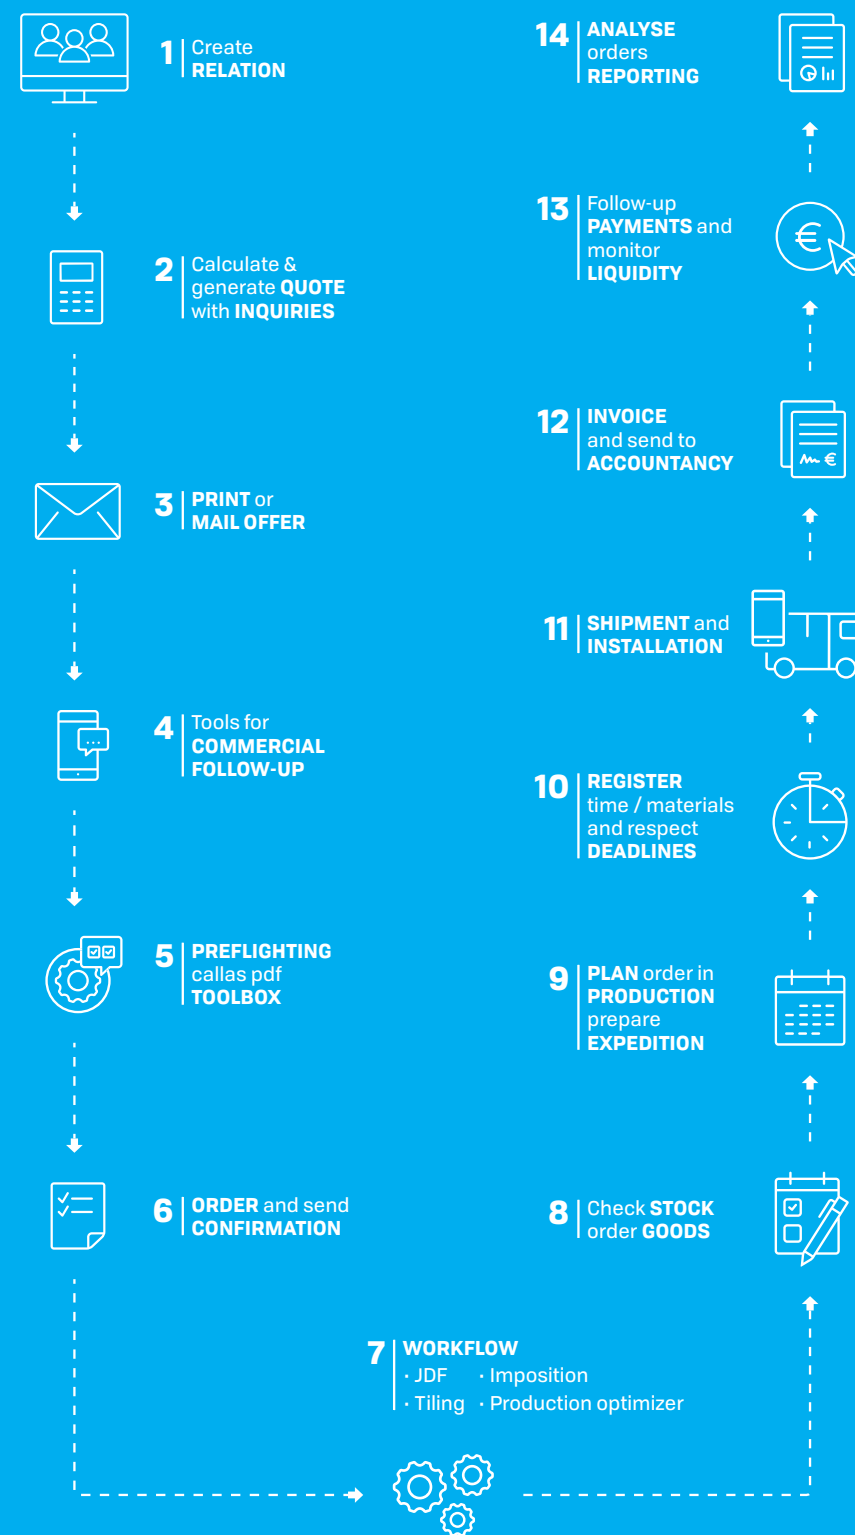 1 Create
RELATION
2 Calculate &
generate QUOTE
with INQUIRIES
3 PRINT or
MAIL OFFER
4 Tools for
COMMERCIAL
FOLLOW-UP
5 PREFLIGHTING
callas pdf
TOOLBOX
6 ORDER and send
CONFIRMATION
7 WORKFLOW
· JDF · Imposition
· Tiling · Production optimizer
8 Check STOCK
order GOODS
9 PLAN order in
PRODUCTION
prepare
EXPEDITION
10 REGISTER
time / materials
and respect
DEADLINES
11 SHIPMENT and
INSTALLATION
12 INVOICE
and send to
ACCOUNTANCY
€
13 Follow-up
PAYMENTS and
monitor
LIQUIDITY
€
14 ANALYSE
orders
REPORTING